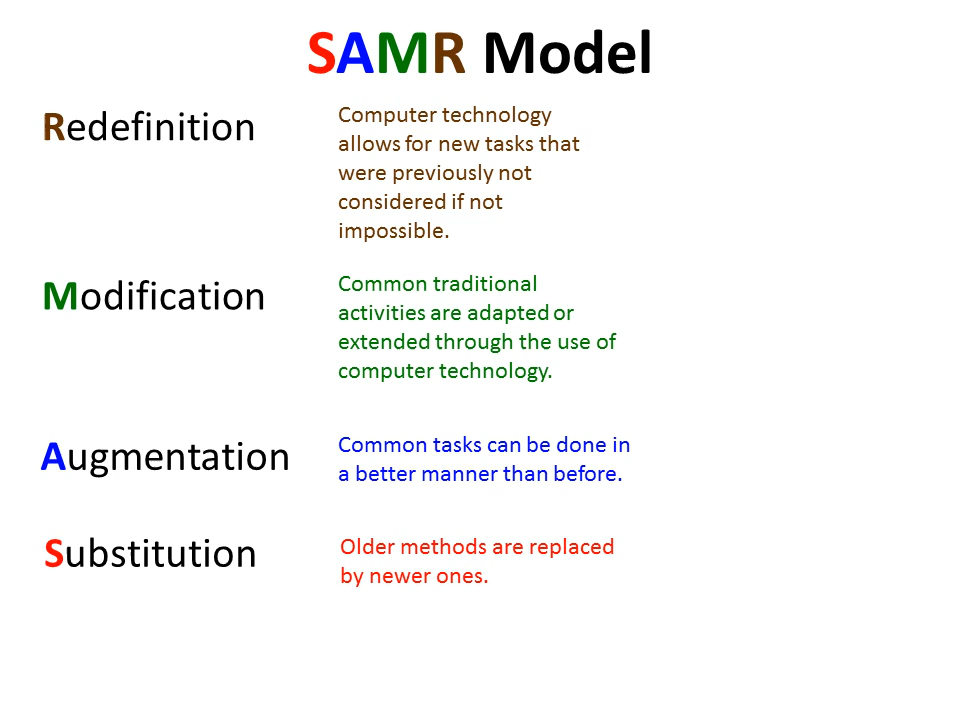 SAMR Model
Redefinition
Computer technology
allows for new tasks that
were previously not
considered if not
impossible.
Modification
Common traditional
activities are adapted or
extended through the use of
computer technology.
Augmentation
Common tasks can be done in
a better manner than before.
Substitution
Older methods are replaced
by newer ones.